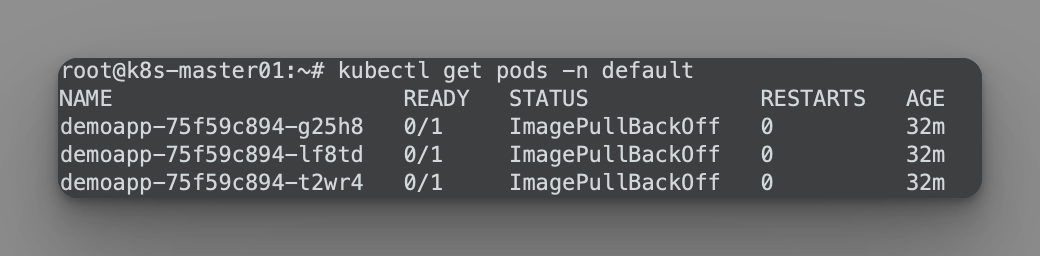 root@k8s-master01:~# kubectl get pods -n default
NAME                       READY   STATUS             RESTARTS   AGE
demoapp-75f59c894-g25h8   0/1     ImagePullBackOff   0          32m
demoapp-75f59c894-lf8td   0/1     ImagePullBackOff   0          32m
demoapp-75f59c894-t2wr4   0/1     ImagePullBackOff   0          32m